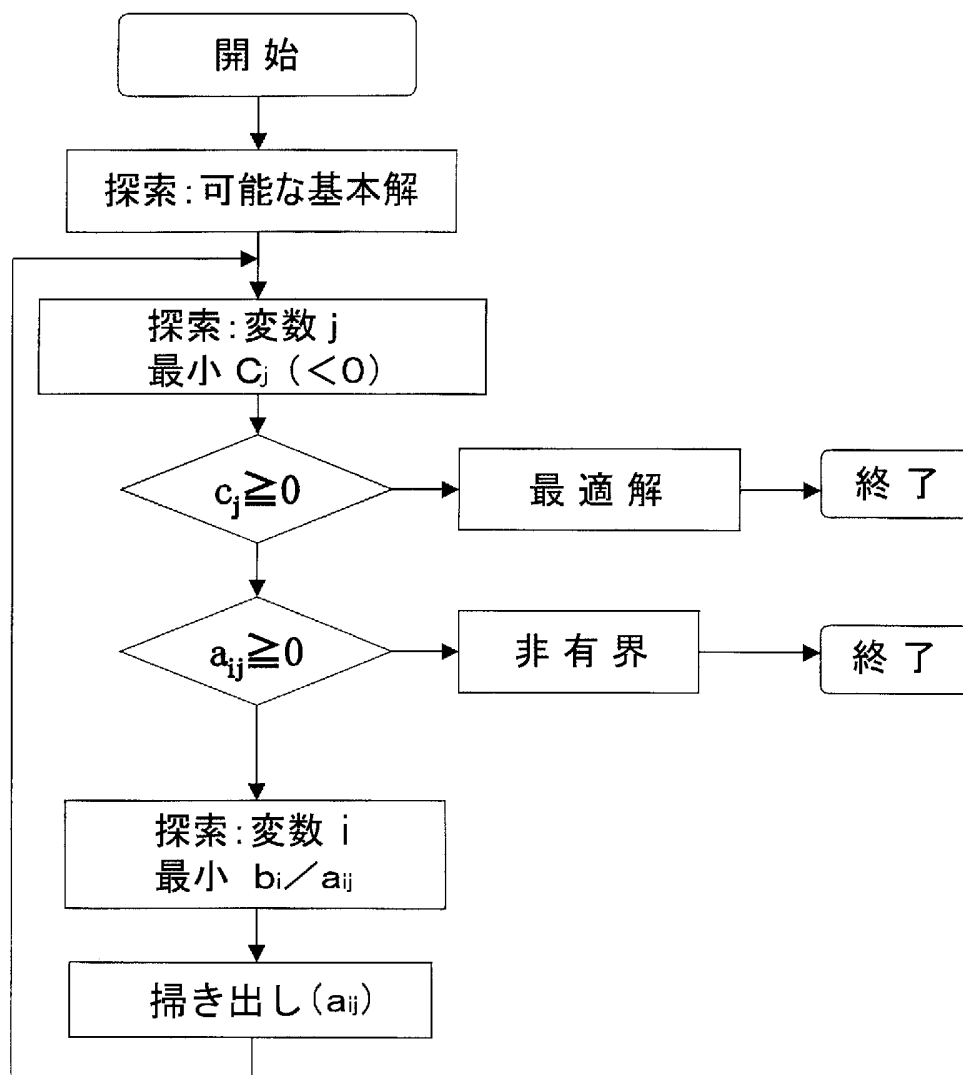 開始
探索：可能な基本解
探索：変数 j
最小 Cj （＜0）
cj≧0
最適解
終了
aij≧0
非有界
終了
探索：変数 i
最小 bi／aij
掃き出し（aij）